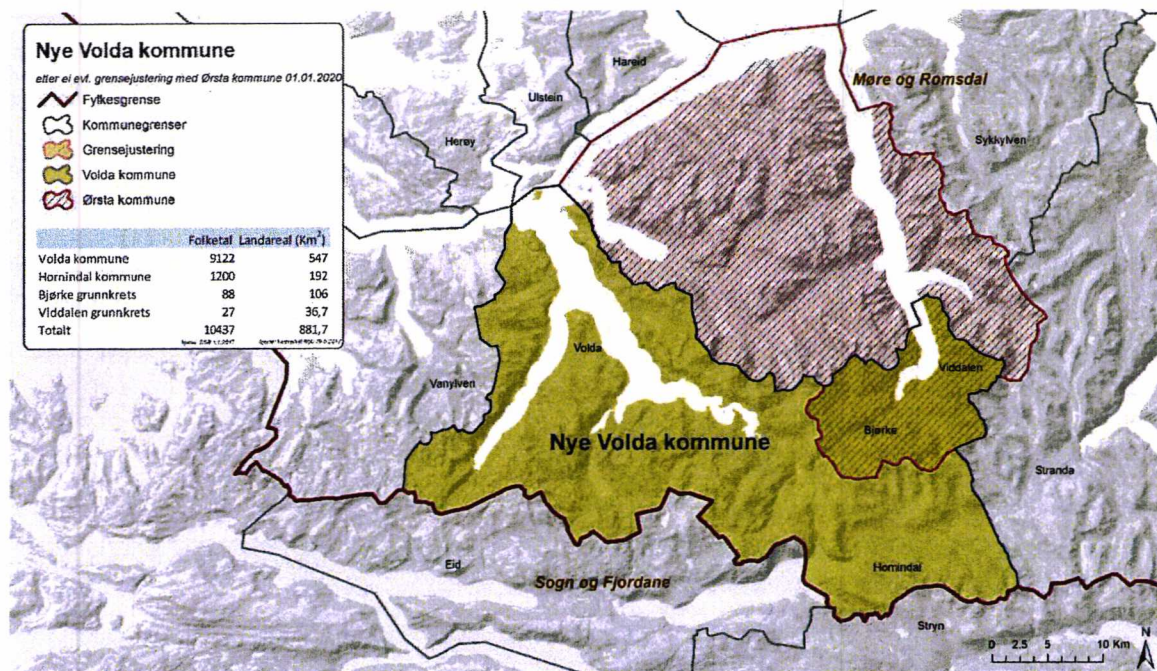 Nye Volda kommune
etter ei evt. grensejustering med Ørsta kommune 01.01.2020
Fylkesgrense
Kommunegrenser
Grensejustering
Volda kommune
Ørsta kommune
Folketal Landareal (Km²)
Volda kommune 9122 547
Hornindal kommune 1200 192
Bjørke grunnkrets 88 106
Viddalen grunnkrets 27 36,7
Totalt 10437 881,7
Hareid
Møre og Romsdal
Ulstein
Herøy
Sykkylven
Volda
Vanylven
Viddalen
Bjørke
Nye Volda kommune
Stranda
Eid
Hornindal
Sogn og Fjordane
Stryn
N
0 2.5 5 10 Km